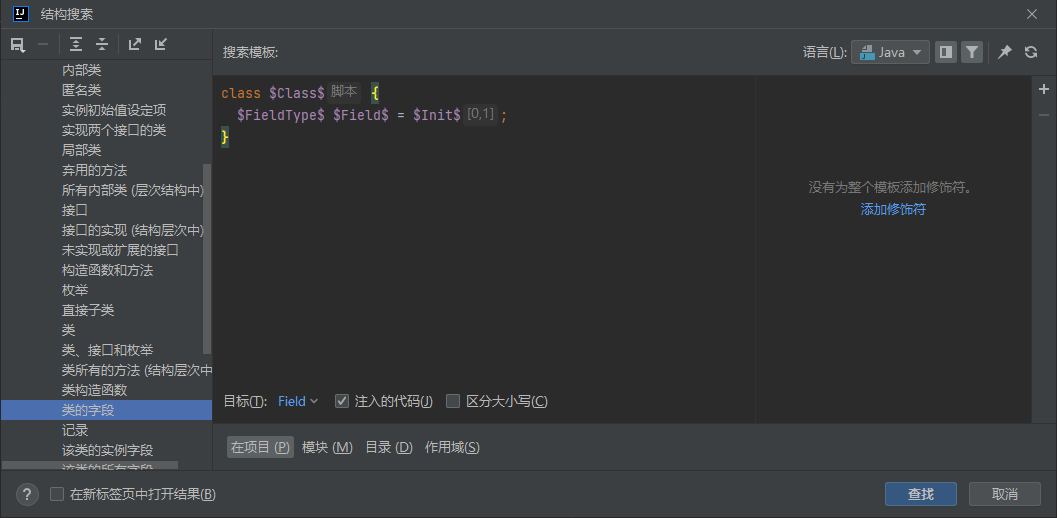 IJ 结构搜索
搜索模板:
语言(L): Java
内部类
匿名类
实例初始值设定项
实现两个接口的类
局部类
弃用的方法
所有内部类 (层次结构中)
接口
接口的实现 (结构层次中)
未实现或扩展的接口
构造函数和方法
枚举
直接子类
类
类、接口和枚举
类所有的方法 (结构层次中
类构造函数
类的字段
记录
该类的实例字段
该类的所有字段
class $Class$ 脚本 {
$FieldType$ $Field$ = $Init$ [0,1] ;
}
没有为整个模板添加修饰符。
添加修饰符
目标(T): Field 注入的代码(J) 区分大小写(C)
在项目 (P) 模块 (M) 目录 (D) 作用域(S)
? 在新标签页中打开结果(B)
查找 取消